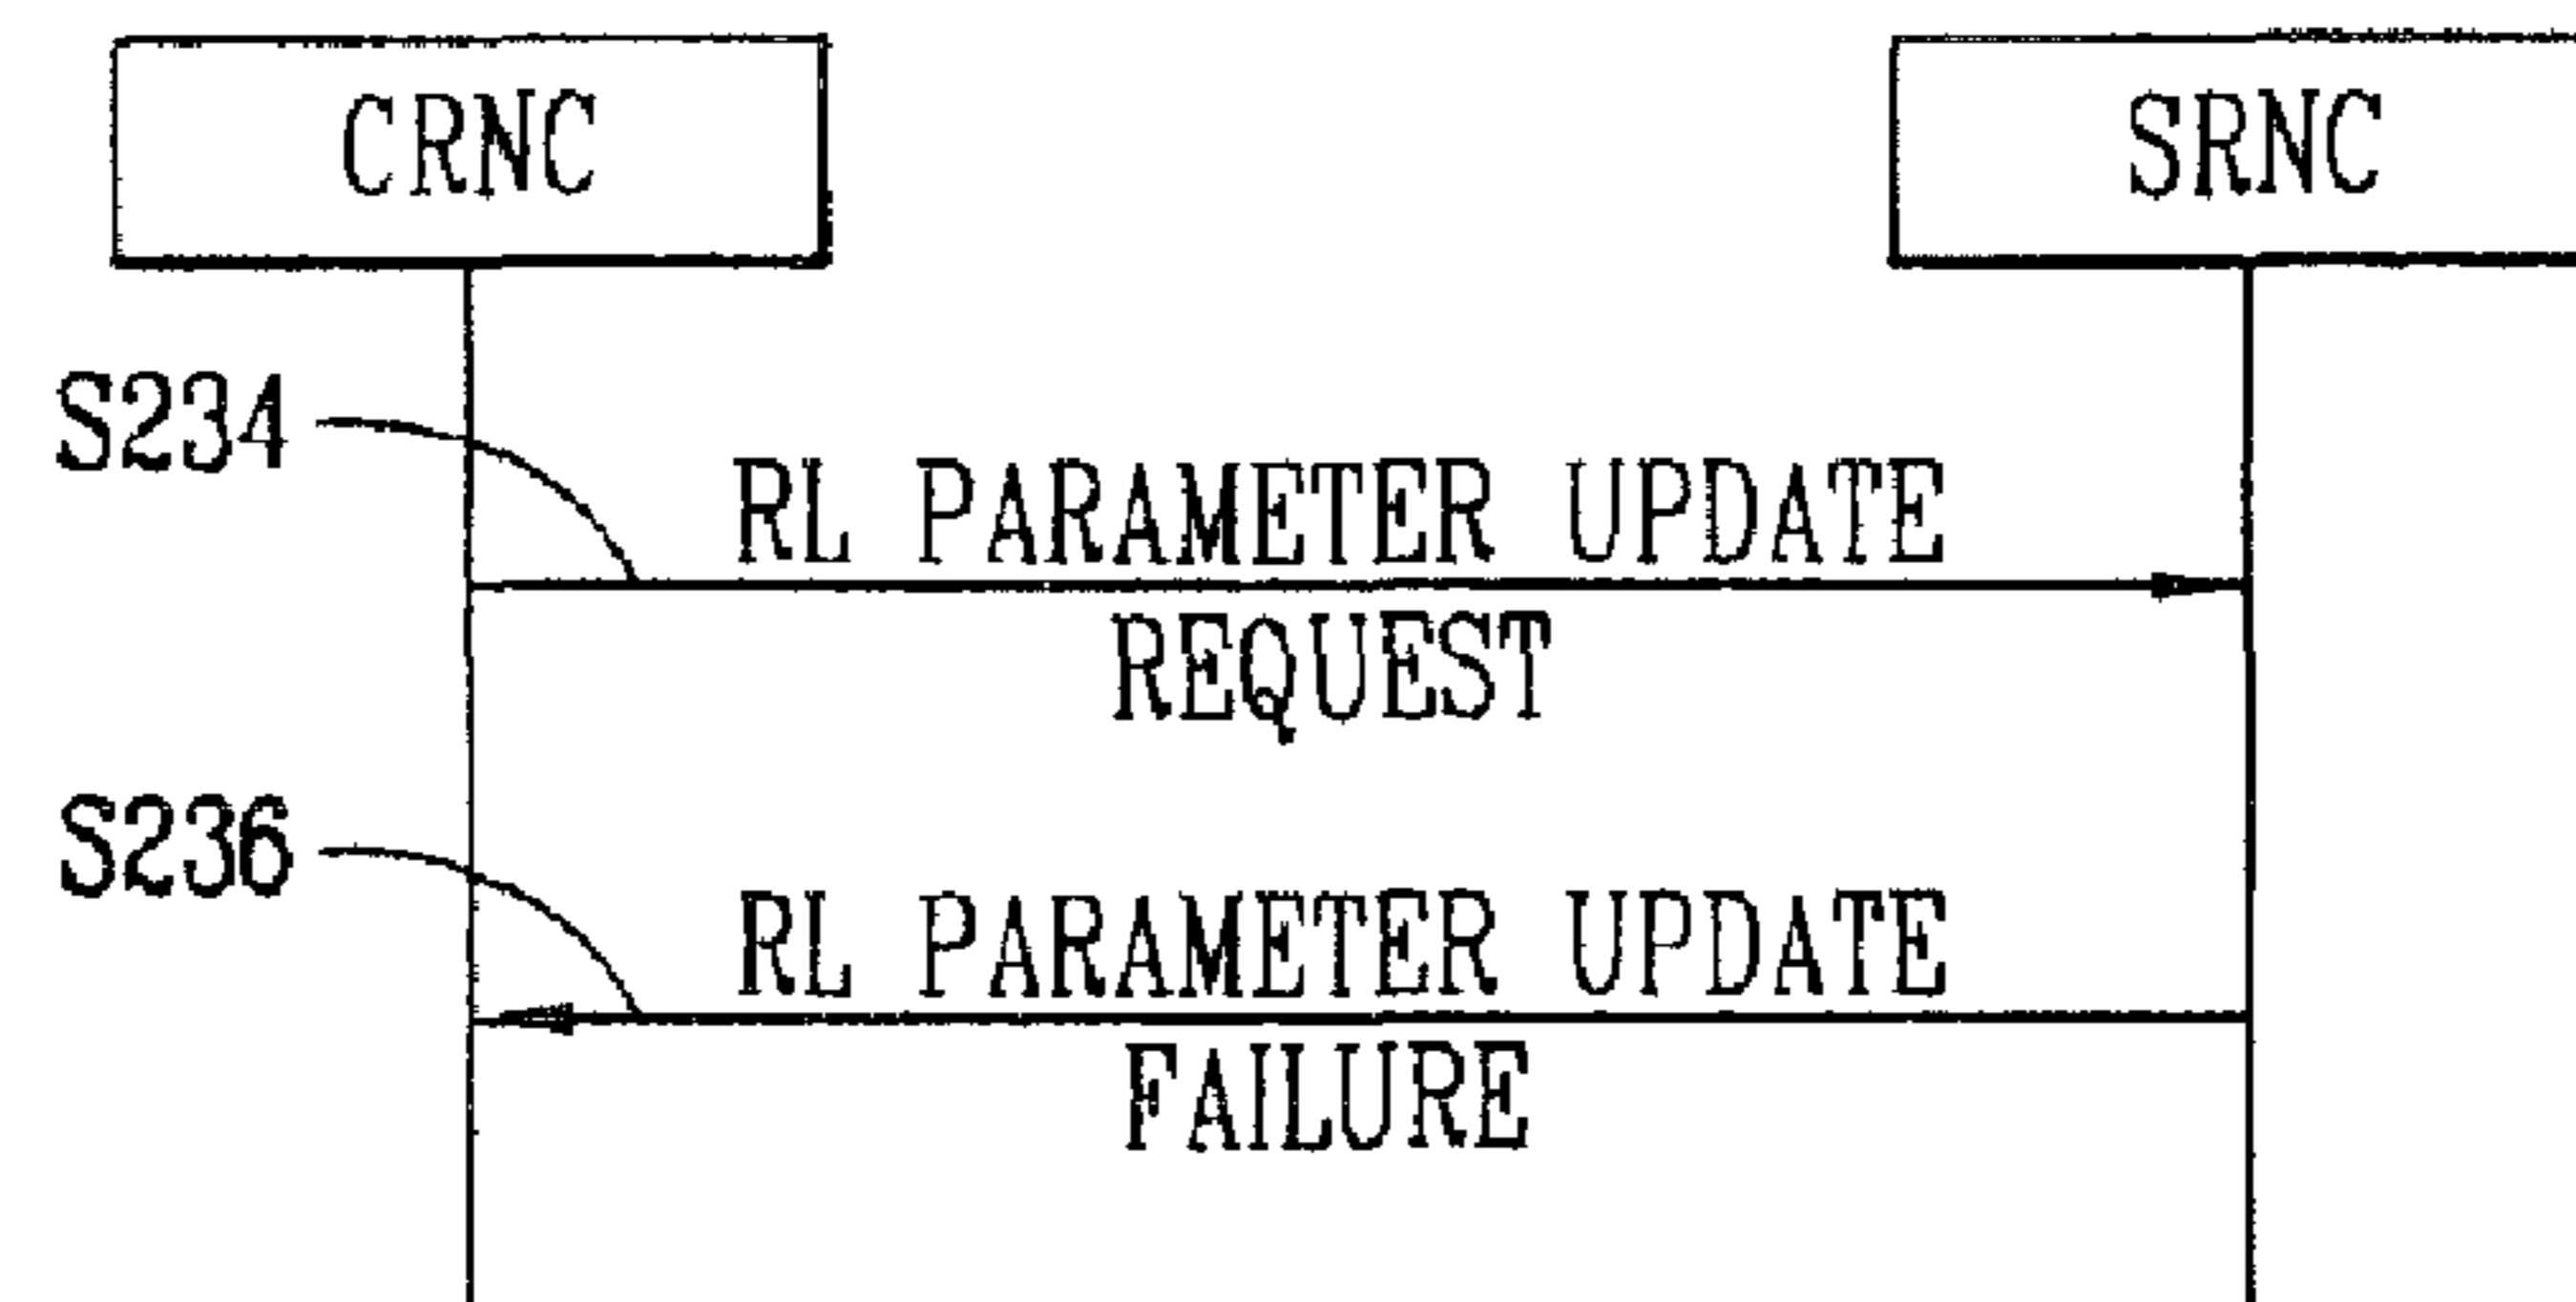 CRNC
SRNC
S234
RL PARAMETER UPDATE
REQUEST
S236
RL PARAMETER UPDATE
FAILURE